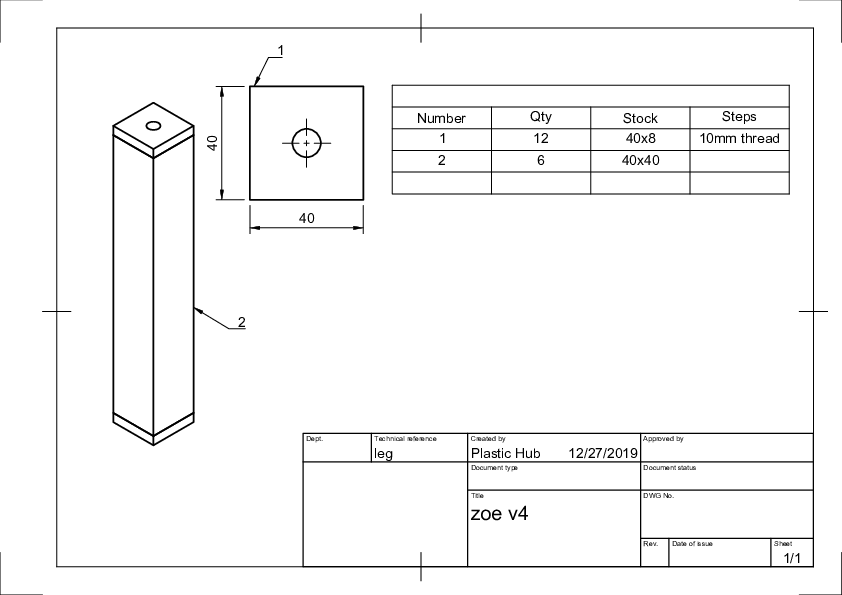 1
40
40
2
Number Qty Stock Steps
1 12 40x8 10mm thread
2 6 40x40
Dept. Technical reference Created by Approved by
leg Plastic Hub 12/27/2019
Document type Document status
Title DWG No.
zoe v4
Rev. Date of issue Sheet
1/1